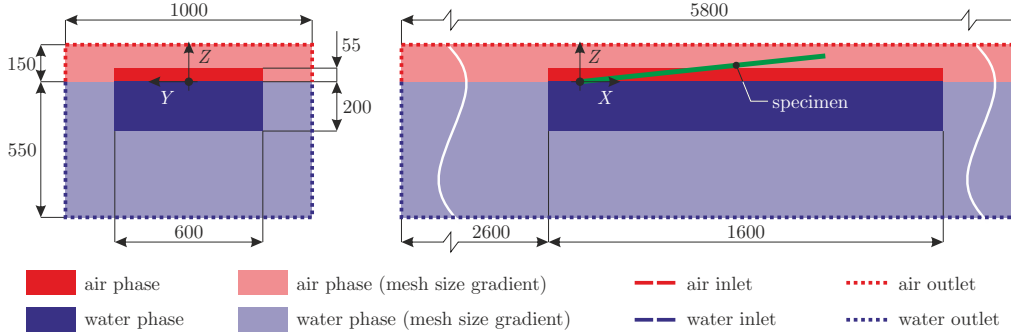 1000
5800
55
150
Z
Z
Y
X
200
specimen
550
600
2600
1600
air phase
air phase (mesh size gradient)
air inlet
air outlet
water phase
water phase (mesh size gradient)
water inlet
water outlet